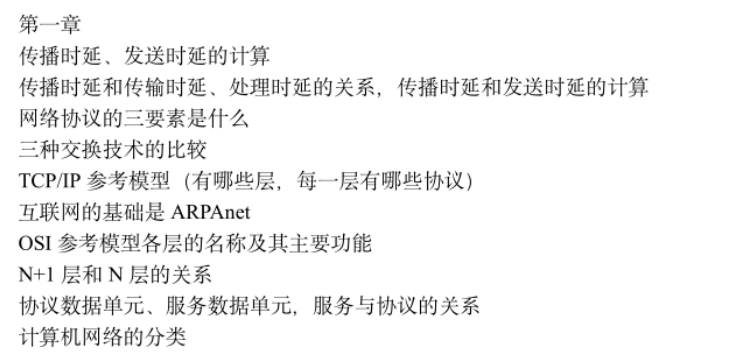 第一章
传播时延、发送时延的计算
传播时延和传输时延、处理时延的关系，传播时延和发送时延的计算
网络协议的三要素是什么
三种交换技术的比较
TCP/IP 参考模型（有哪些层，每一层有哪些协议）
互联网的基础是 ARPAnet
OSI 参考模型各层的名称及其主要功能
N+1 层和 N 层的关系
协议数据单元、服务数据单元，服务与协议的关系
计算机网络的分类